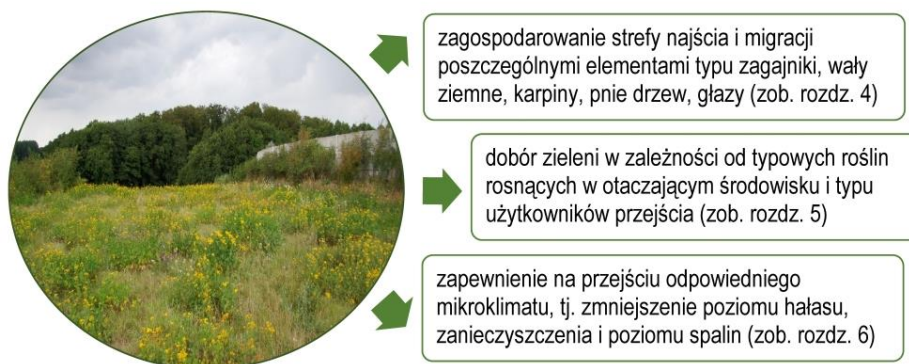 zagospodarowanie strefy najścia i migracji
poszczególnymi elementami typu zagajniki, wały
ziemne, karpiny, pnie drzew, głazy (zob. rozdz. 4)
dobór zieleni w zależności od typowych roślin
rosnących w otaczającym środowisku i typu
użytkowników przejścia (zob. rozdz. 5)
zapewnienie na przejściu odpowiedniego
mikroklimatu, tj. zmniejszenie poziomu hałasu,
zanieczyszczenia i poziomu spalin (zob. rozdz. 6)